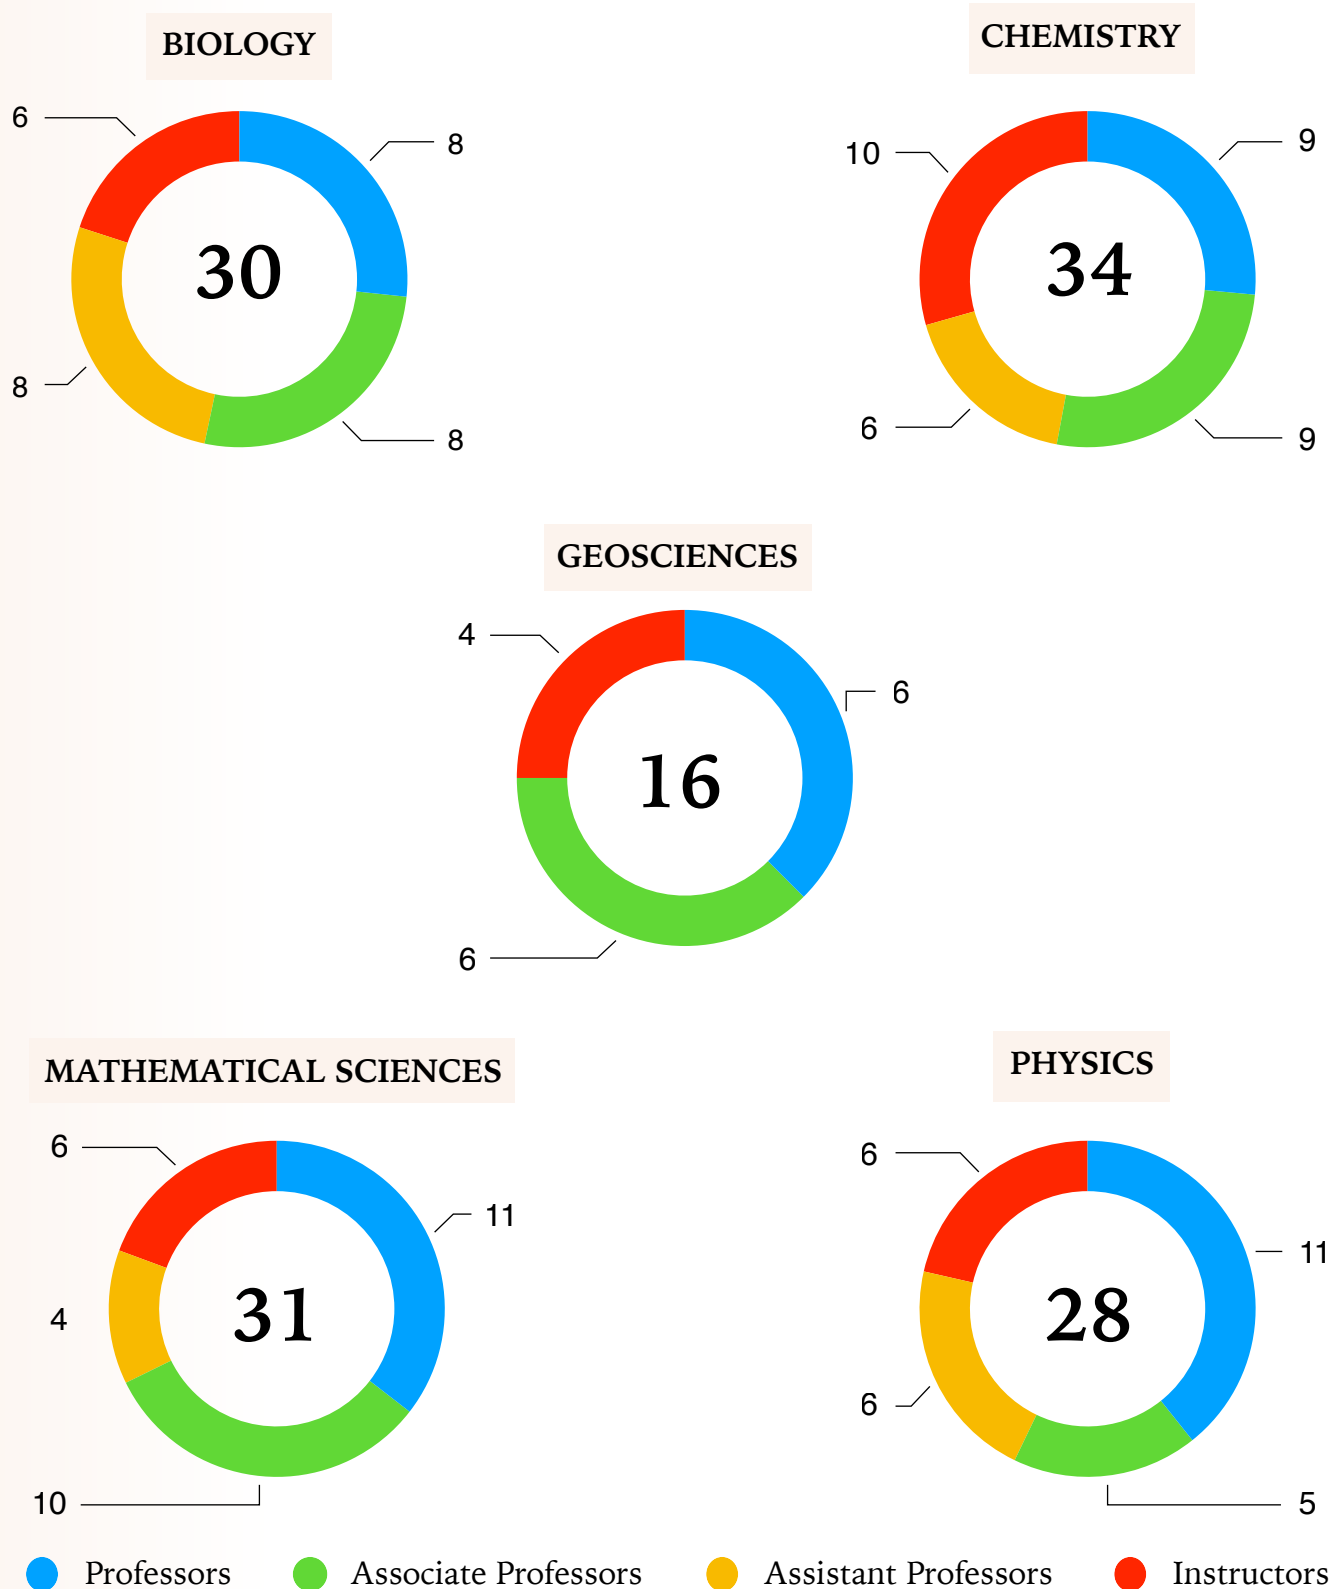 BIOLOGY
CHEMISTRY
6
8
10
9
30
34
8
8
6
9
GEOSCIENCES
4
6
16
6
MATHEMATICAL SCIENCES
PHYSICS
6
11
6
11
4
31
28
6
10
5
Professors
Associate Professors
Assistant Professors
Instructors